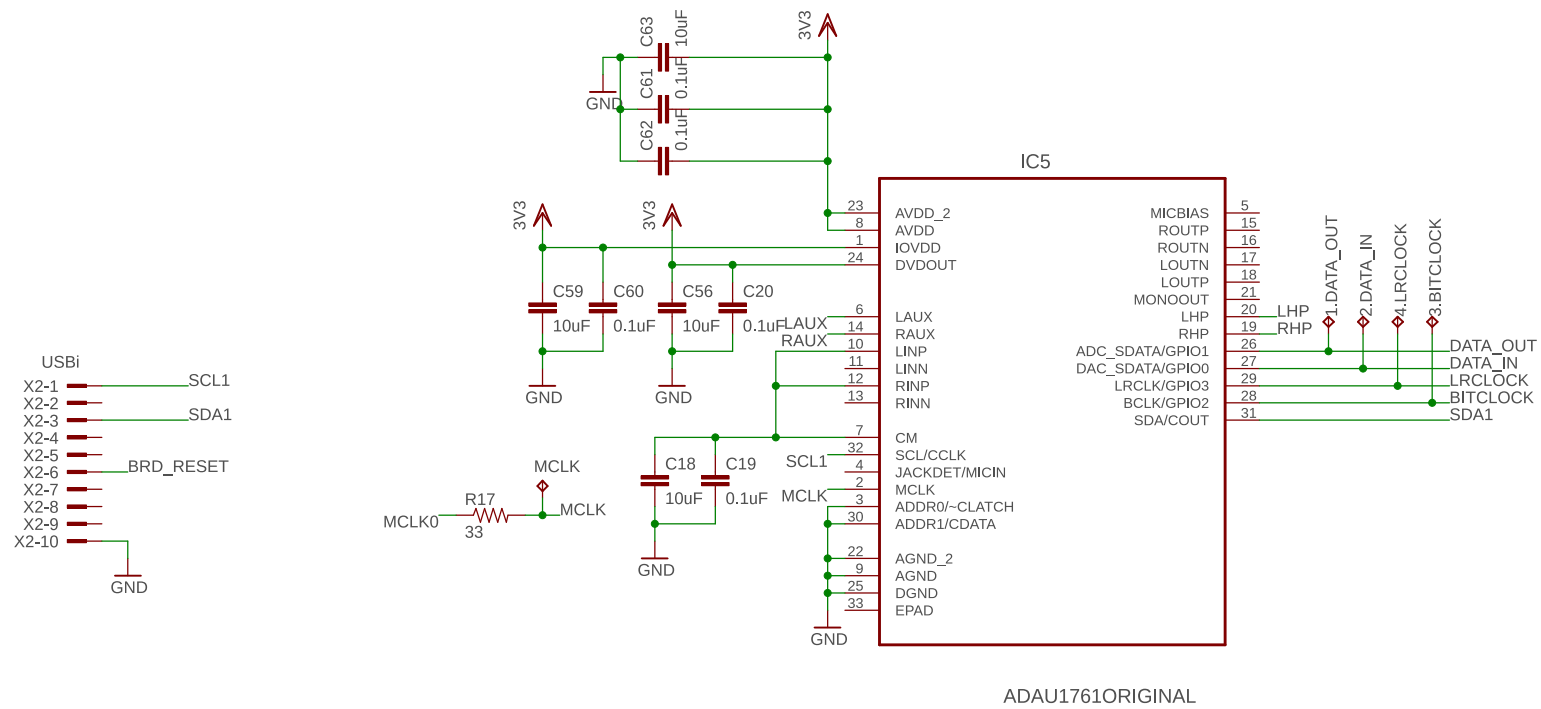 C63
10uF
3V3
C61
0.1uF
GND
C62
0.1uF
IC5
3V3
3V3
23
AVDD_2
8
AVDD
1
IOVDD
24
DVDOUT
6
LAUX
14
RAUX
10
LINP
11
LINN
12
RINP
13
RINN
7
CM
32
SCL/CCLK
4
JACKDET/MICIN
2
MCLK
3
ADDR0/~CLATCH
30
ADDR1/CDATA
22
AGND_2
9
AGND
25
DGND
33
EPAD
MICBIAS
5
ROUTP
15
ROUTN
16
LOUTN
17
LOUTP
18
MONOOUT
21
LHP
20
LHP
RHP
19
RHP
ADC_SDATA/GPIO1
26
DATA_OUT
DAC_SDATA/GPIO0
27
DATA_IN
LRCLK/GPIO3
29
LRCLOCK
BCLK/GPIO2
28
BITCLOCK
SDA/COUT
31
SDA1
1.DATA_OUT
2.DATA_IN
4.LRCLOCK
3.BITCLOCK
C59
10uF
C60
0.1uF
C56
10uF
C20
0.1uF
LAUX
RAUX
GND
GND
USBi
X2-1
SCL1
X2-2
X2-3
SDA1
X2-4
X2-5
X2-6
BRD_RESET
X2-7
X2-8
X2-9
X2-10
GND
MCLK
R17
MCLK0
33
MCLK
C18
10uF
C19
0.1uF
SCL1
MCLK
GND
GND
ADAU1761ORIGINAL